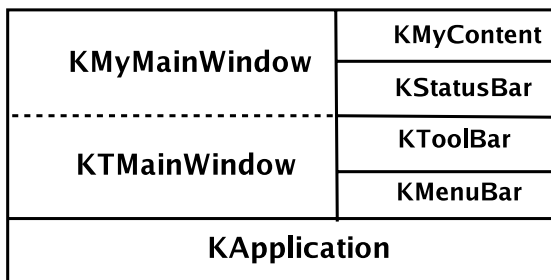 KMyMainWindow
KMyContent
KStatusBar
KTMainWindow
KToolBar
KMenuBar
KApplication